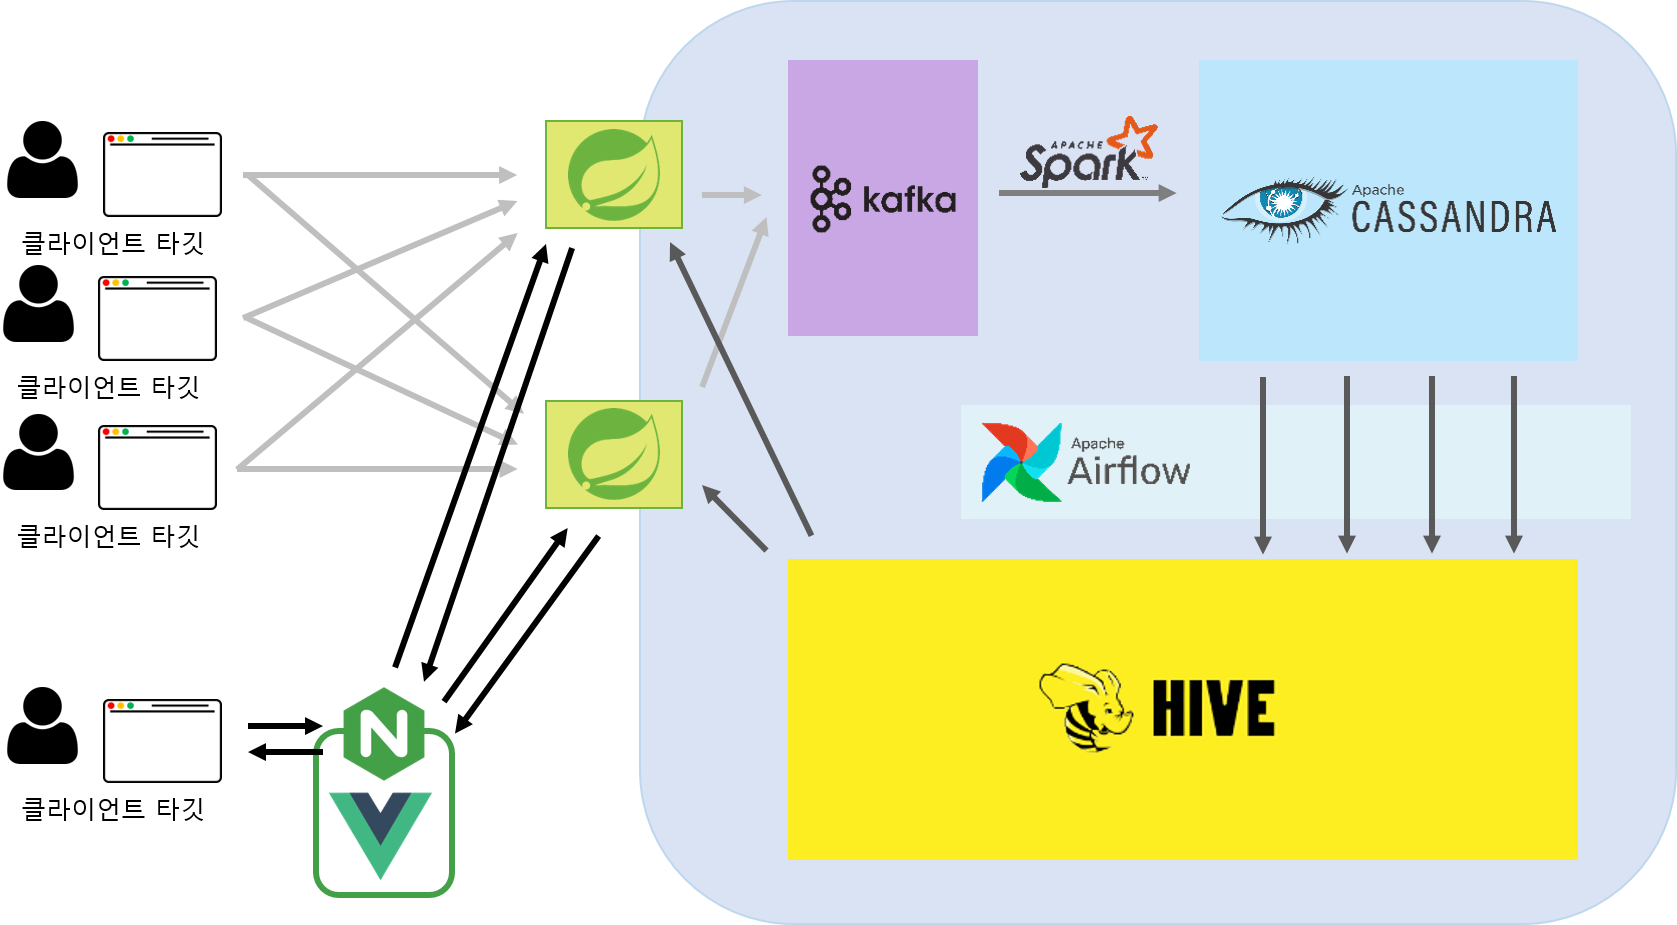 클라이언트 타깃
클라이언트 타깃
클라이언트 타깃
클라이언트 타깃
N
kafka
APACHE
Spark
TM
Apache
CASSANDRA
Apache
Airflow
HIVE